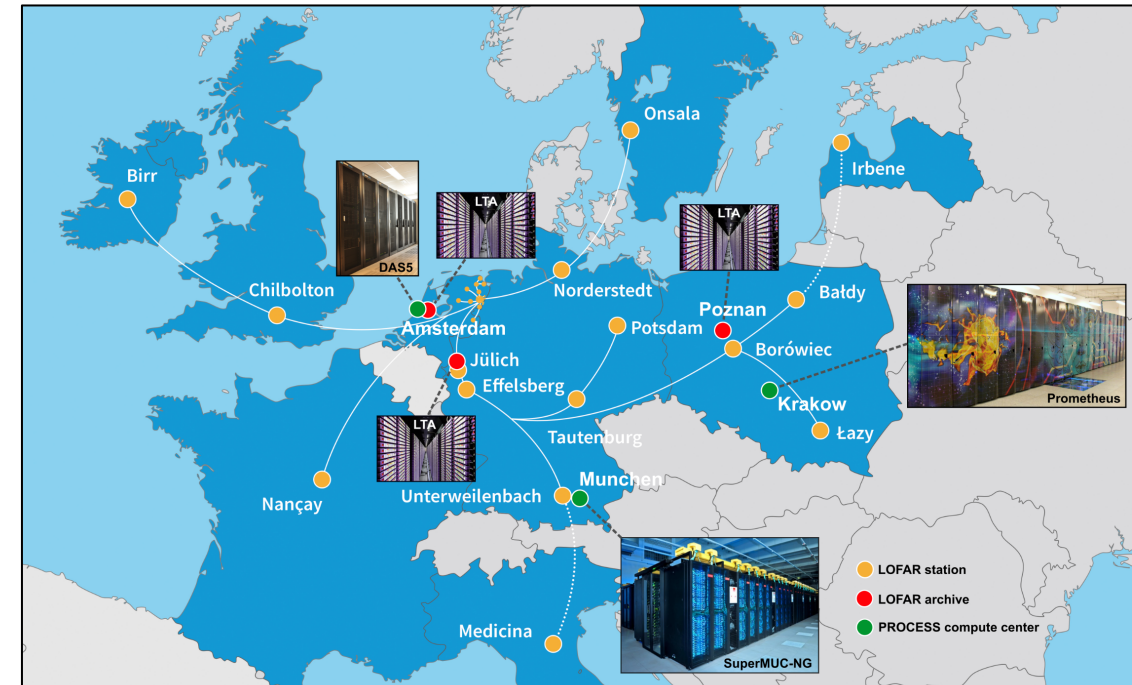 Onsala
Irbene
Birr
LTA
LTA
DAS5
Norderstedt
Chilbolton
Bałdy
Poznan
Amsterdam
Potsdam
Borówiec
Jülich
Effelsberg
Prometheus
Krakow
LTA
Łazy
Tautenburg
Munchen
Unterweilenbach
Nançay
LOFAR station
LOFAR archive
PROCESS compute center
Medicina
SuperMUC-NG